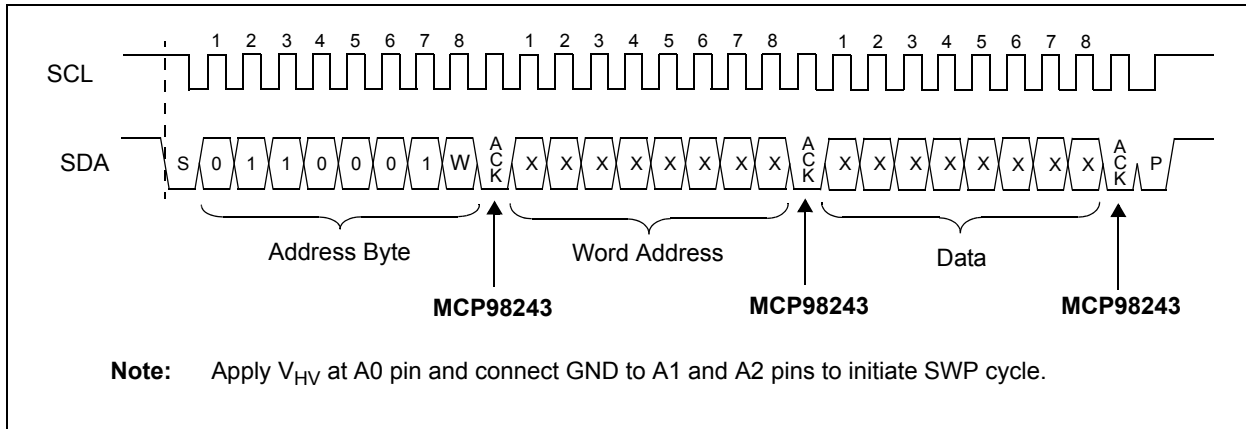 1 2 3 4 5 6 7 8 1 2 3 4 5 6 7 8 1 2 3 4 5 6 7 8
SCL
SDA S 0 1 1 0 0 0 1 W ACK X X X X X X X X ACK X X X X X X X X ACK P
Address Byte Word Address Data
MCP98243 MCP98243 MCP98243
Note: Apply VHV at A0 pin and connect GND to A1 and A2 pins to initiate SWP cycle.